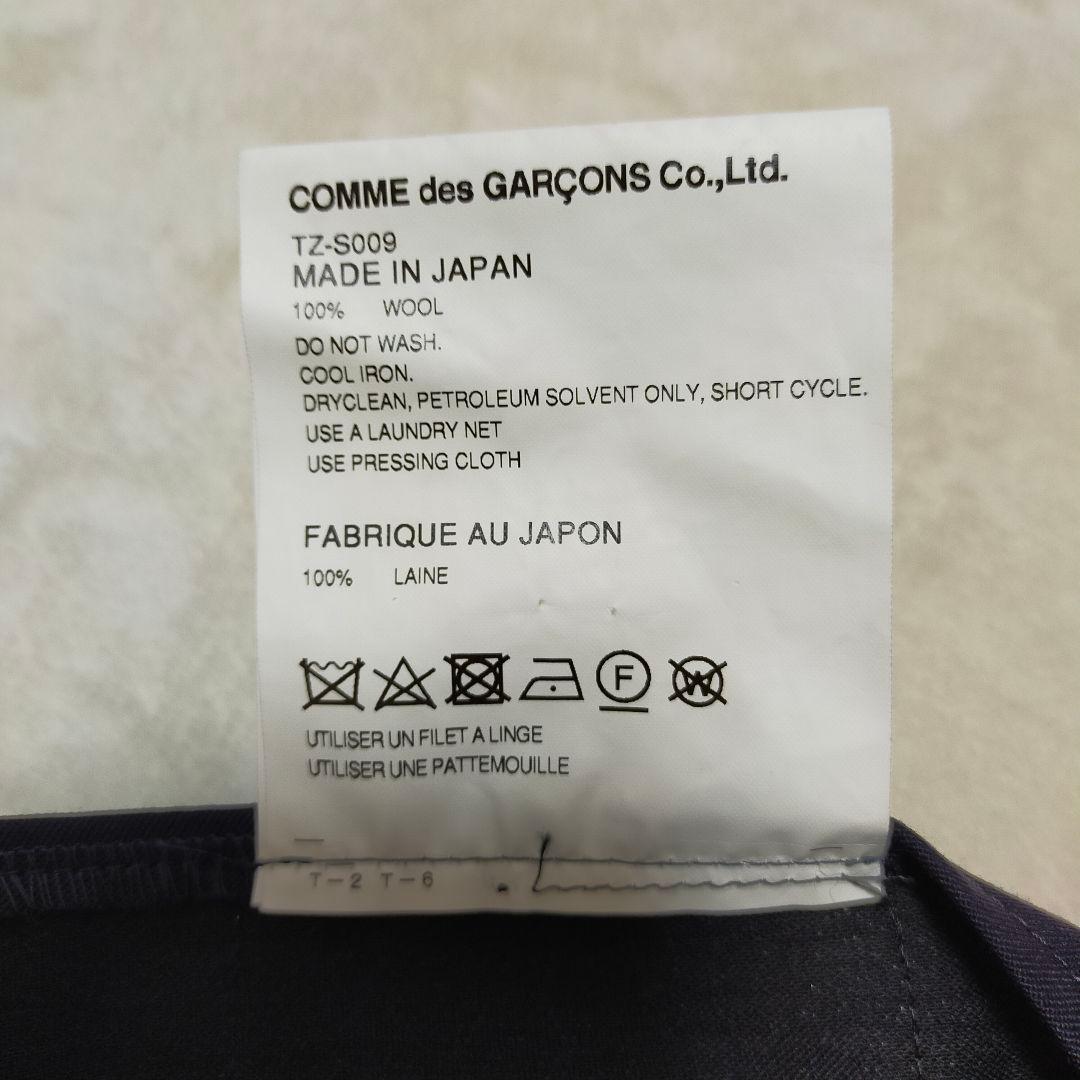 COMME des GARÇONS Co.,Ltd.
TZ-S009
MADE IN JAPAN
100% WOOL
DO NOT WASH.
COOL IRON.
DRYCLEAN, PETROLEUM SOLVENT ONLY, SHORT CYCLE.
USE A LAUNDRY NET
USE PRESSING CLOTH
FABRIQUE AU JAPON
100% LAINE
F W
UTILISER UN FILET A LINGE
UTILISER UNE PATTEMOUILLE
T-2 T-6